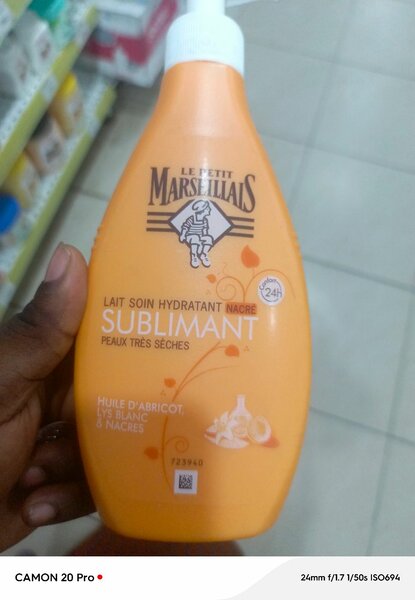 LE PETIT
MARSEILLAIS
LAIT SOIN HYDRATANT NACRÉ
SUBLIMANT
PEAUX TRÈS SÈCHES
Confort
24H
HUILE D'ABRICOT,
LYS BLANC
& NACRES
723940
CAMON 20 Pro
24mm f/1.7 1/50s ISO694